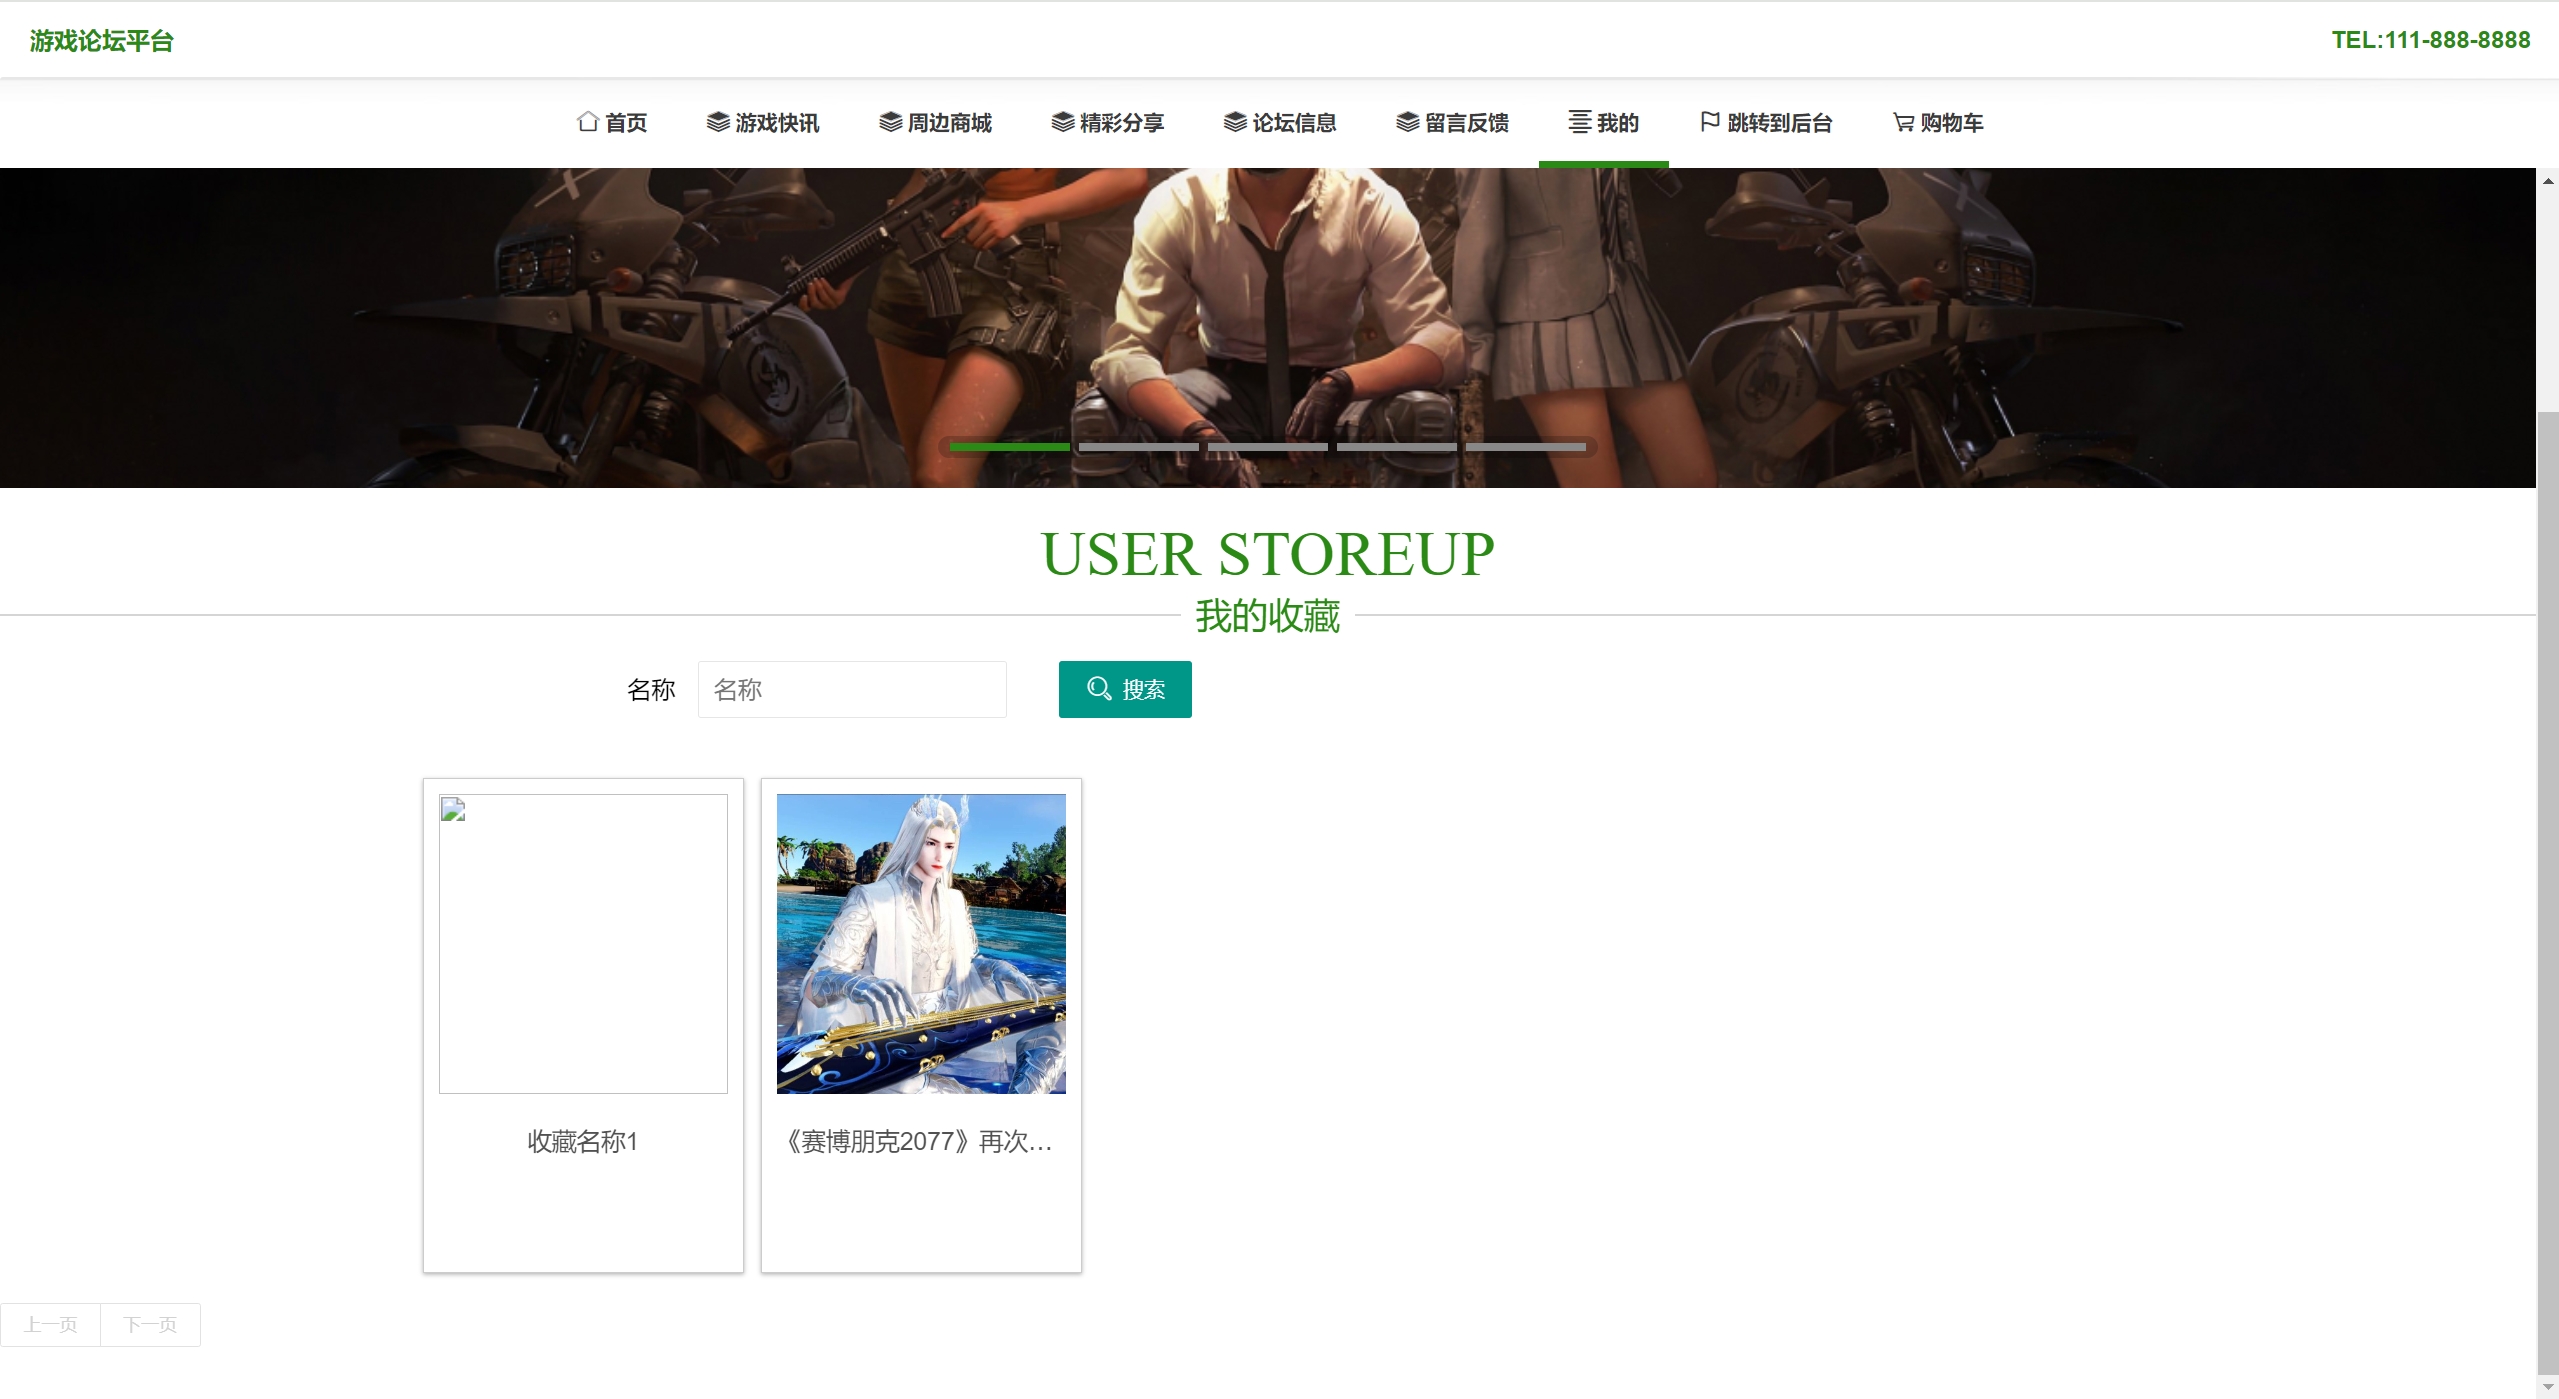 游戏论坛平台
TEL:111-888-8888
首页 游戏快讯 周边商城 精彩分享 论坛信息 留言反馈 我的 跳转到后台 购物车
USER STOREUP
我的收藏
名称 名称 搜索
收藏名称1
《赛博朋克2077》再次…
上一页 下一页